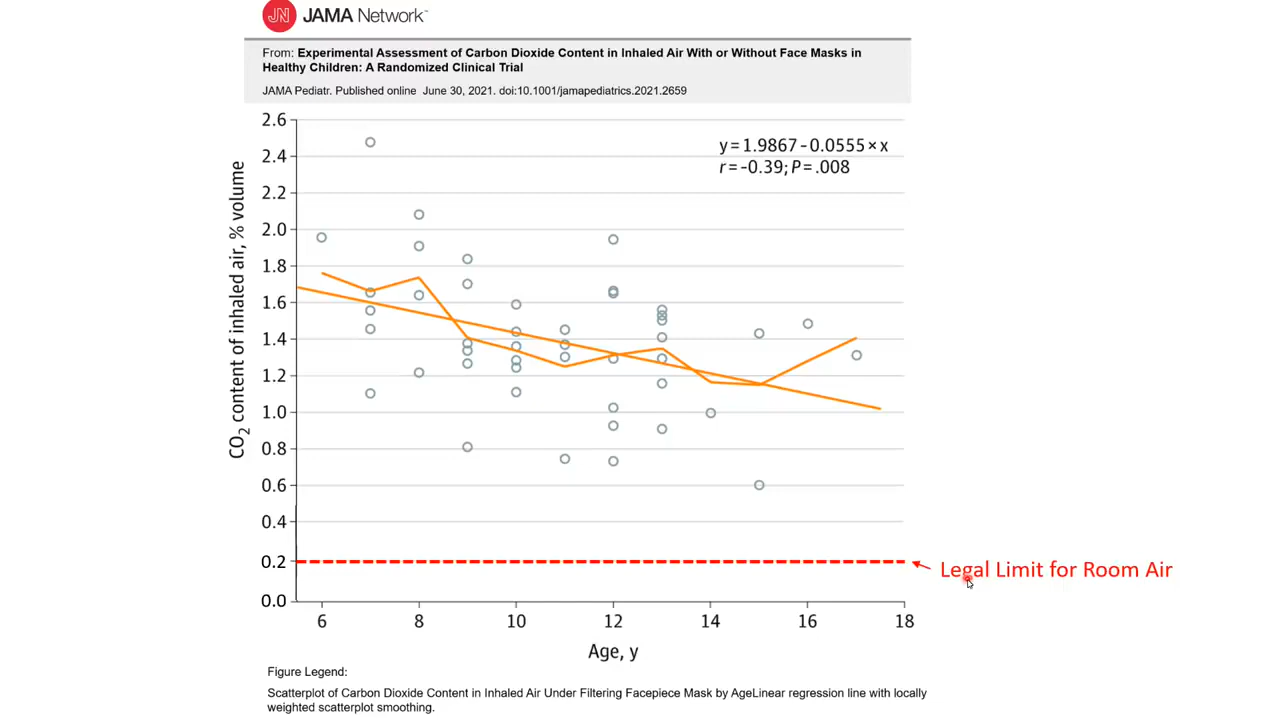 JN JAMA Network™
From: Experimental Assessment of Carbon Dioxide Content in Inhaled Air With or Without Face Masks in
Healthy Children: A Randomized Clinical Trial
JAMA Pediatr. Published online  June 30, 2021. doi:10.1001/jamapediatrics.2021.2659
2.6
2.4
2.2
2.0
1.8
1.6
1.4
1.2
1.0
0.8
0.6
0.4
0.2
0.0
CO₂ content of inhaled air, % volume
y=1.9867-0.0555×x
r=-0.39; P=.008
Legal Limit for Room Air
6 8 10 12 14 16 18
Age, y
Figure Legend:
Scatterplot of Carbon Dioxide Content in Inhaled Air Under Filtering Facepiece Mask by AgeLinear regression line with locally
weighted scatterplot smoothing.